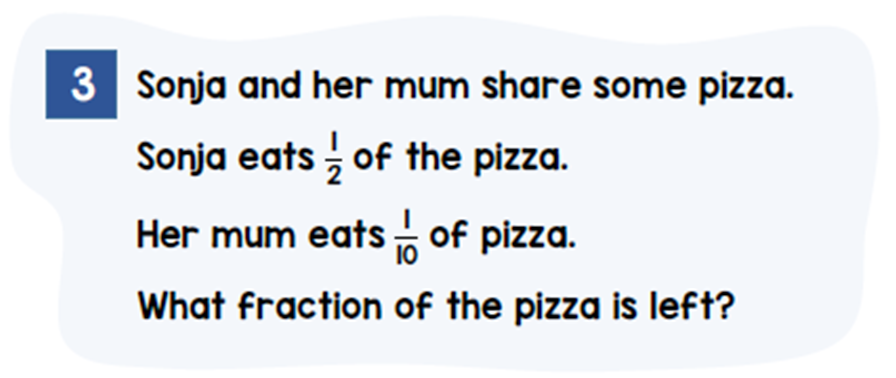 3 Sonja and her mum share some pizza.
Sonja eats 1/2 of the pizza.
Her mum eats 1/10 of pizza.
What fraction of the pizza is left?